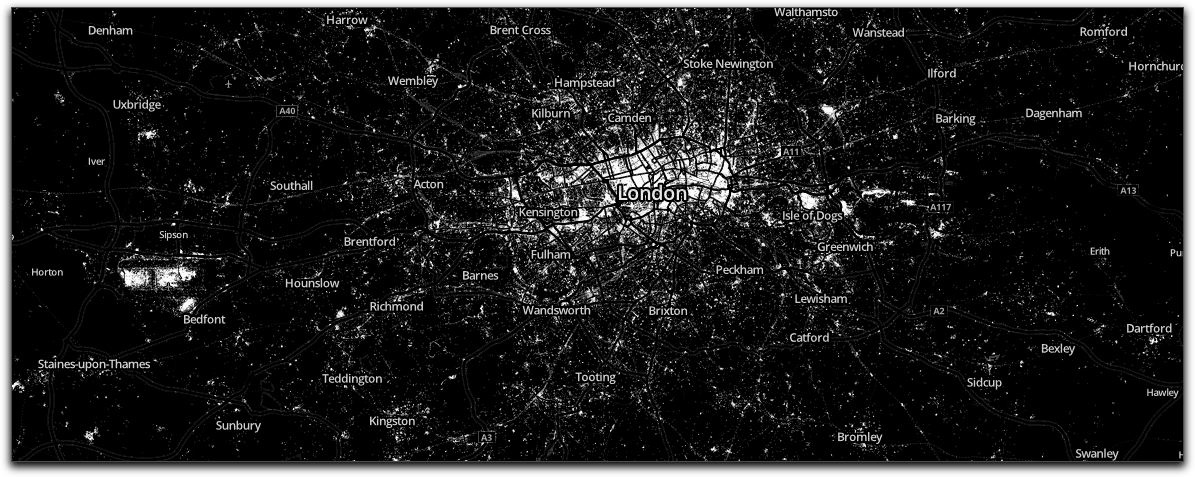 Walthamsto
Harrow
Denham
Brent Cross
Wanstead
Romford
Stoke Newington
Hornchurc
Ilford
Wembley
Hampstead
Uxbridge
A40
Kilburn
Camden
Barking
Dagenham
A111
Iver
Southall
Acton
London
A13
Kensington
Isle of Dogs
A117
Sipson
Brentford
Greenwich
Fulham
Erith
Pu
Horton
Barnes
Peckham
Hounslow
Lewisham
Richmond
Wandsworth
Brixton
A2
Bedfont
Catford
Dartford
Bexley
Staines-upon-Thames
Teddington
Tooting
Sidcup
Hawley
Kingston
Sunbury
A3
Bromley
Swanley
H